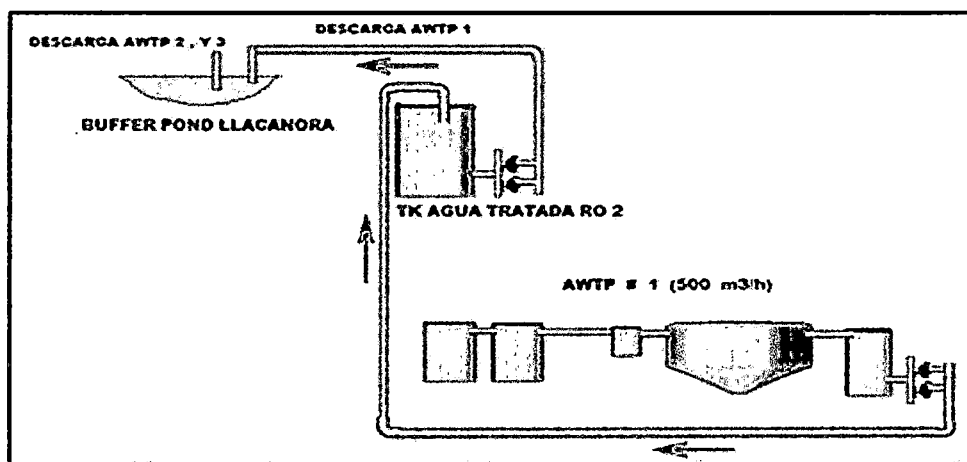 DESCARGA AWTP 1
DESCARGA AWTP 2 , Y 3
BUFFER POND LLACANORA
TK AGUA TRATADA RO 2
AWTP # 1 (500 m3/h)